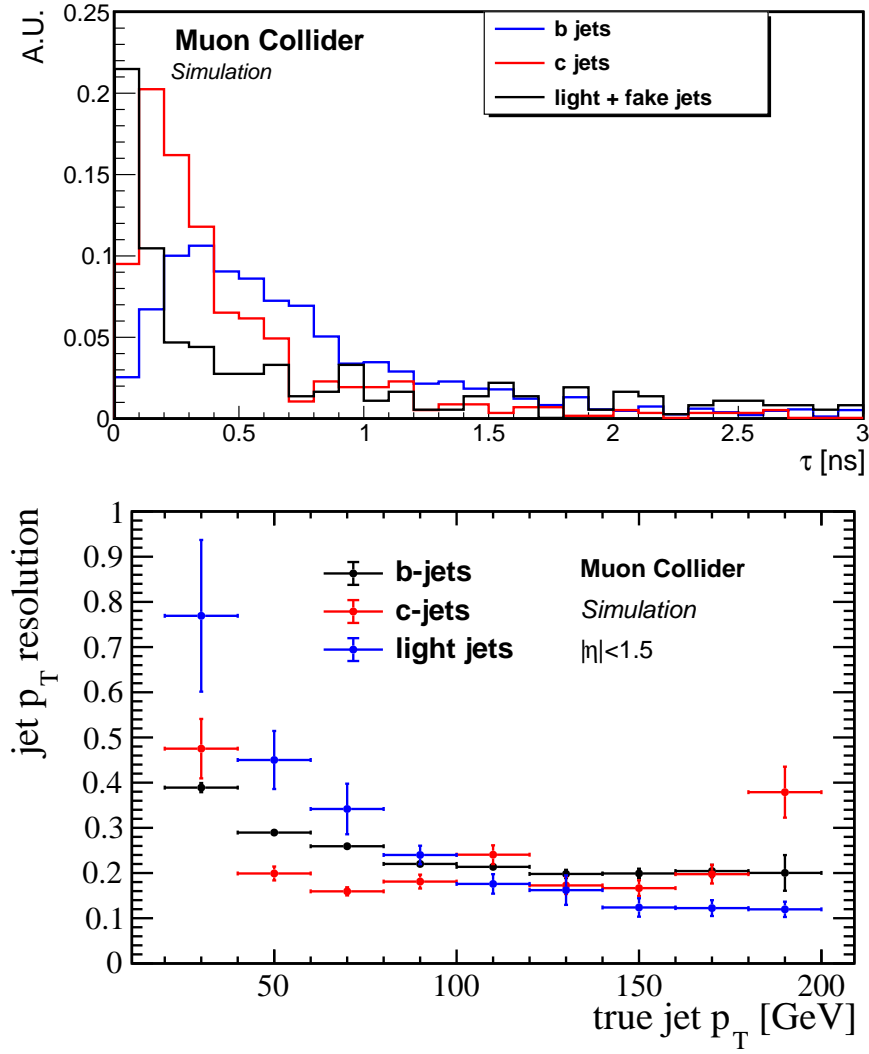 A.U.
0.25
0.2
0.15
0.1
0.05
0
Muon Collider
Simulation
b jets
c jets
light + fake jets
0 0.5 1 1.5 2 2.5 3
τ [ns]
jet p_T resolution
1
0.9
0.8
0.7
0.6
0.5
0.4
0.3
0.2
0.1
0
b-jets
c-jets
light jets
Muon Collider
Simulation
|η|<1.5
50 100 150 200
true jet p_T [GeV]